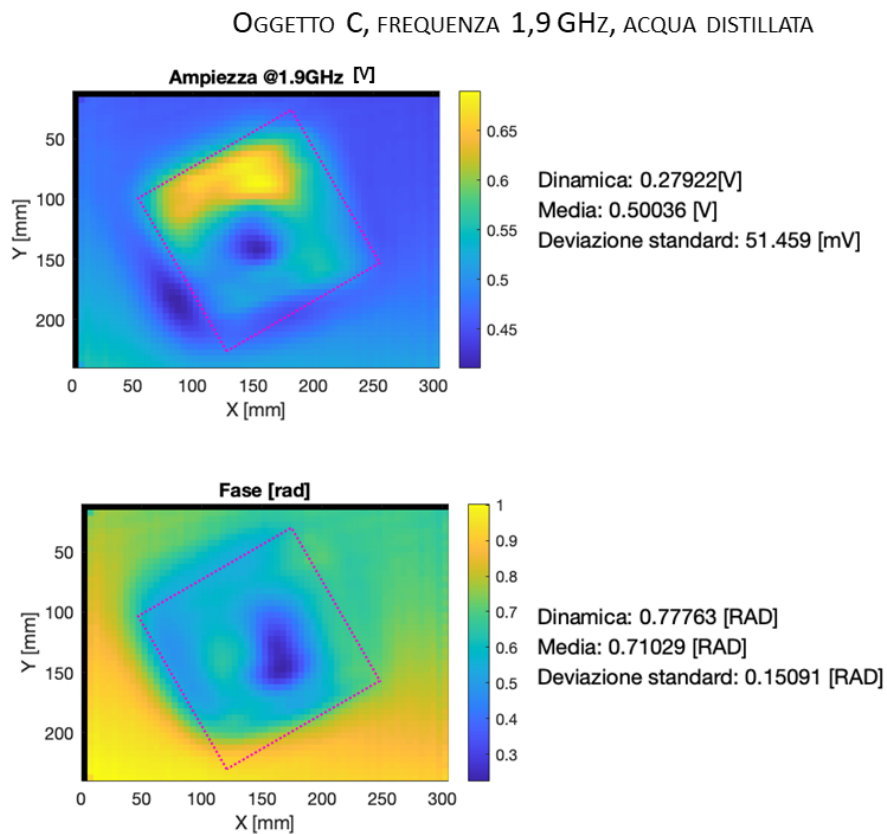 Oggetto C, frequenza 1,9 GHz, acqua distillata
Ampiezza @1.9GHz [V]
50
100
150
200
Y [mm]
0 50 100 150 200 250 300
X [mm]
0.65
0.6
0.55
0.5
0.45
Dinamica: 0.27922[V]
Media: 0.50036 [V]
Deviazione standard: 51.459 [mV]
Fase [rad]
50
100
150
200
Y [mm]
0 50 100 150 200 250 300
X [mm]
1
0.9
0.8
0.7
0.6
0.5
0.4
0.3
Dinamica: 0.77763 [RAD]
Media: 0.71029 [RAD]
Deviazione standard: 0.15091 [RAD]